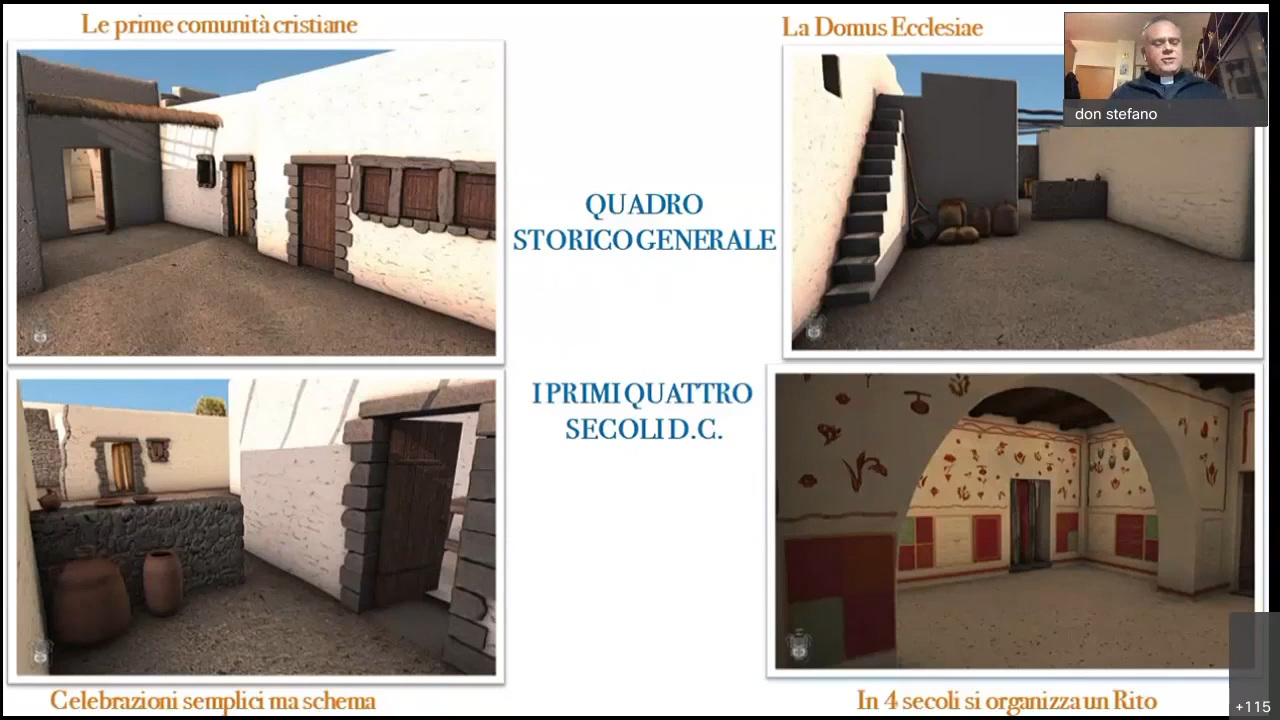 Le prime comunità cristiane
La Domus Ecclesiae
don stefano
QUADRO
STORICO GENERALE
I PRIMI QUATTRO
SECOLI D.C.
Celebrazioni semplici ma schema
In 4 secoli si organizza un Rito
+115